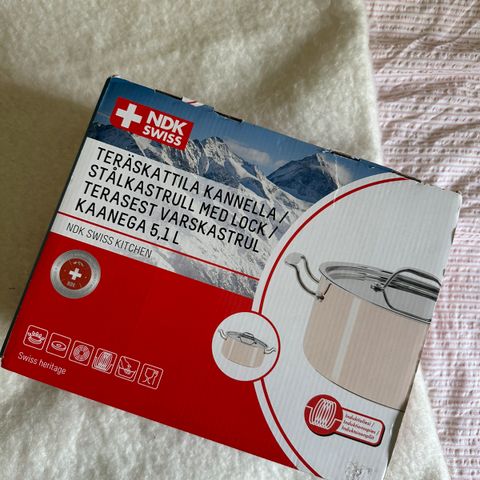 NDK
SWISS
TERÄSKATTILA KANNELLA /
STÅLKASTRULL MED LOCK /
TERASEST VARSKASTRUL
KAANEGA 5,1 L
NDK SWISS KITCHEN
Swiss heritage